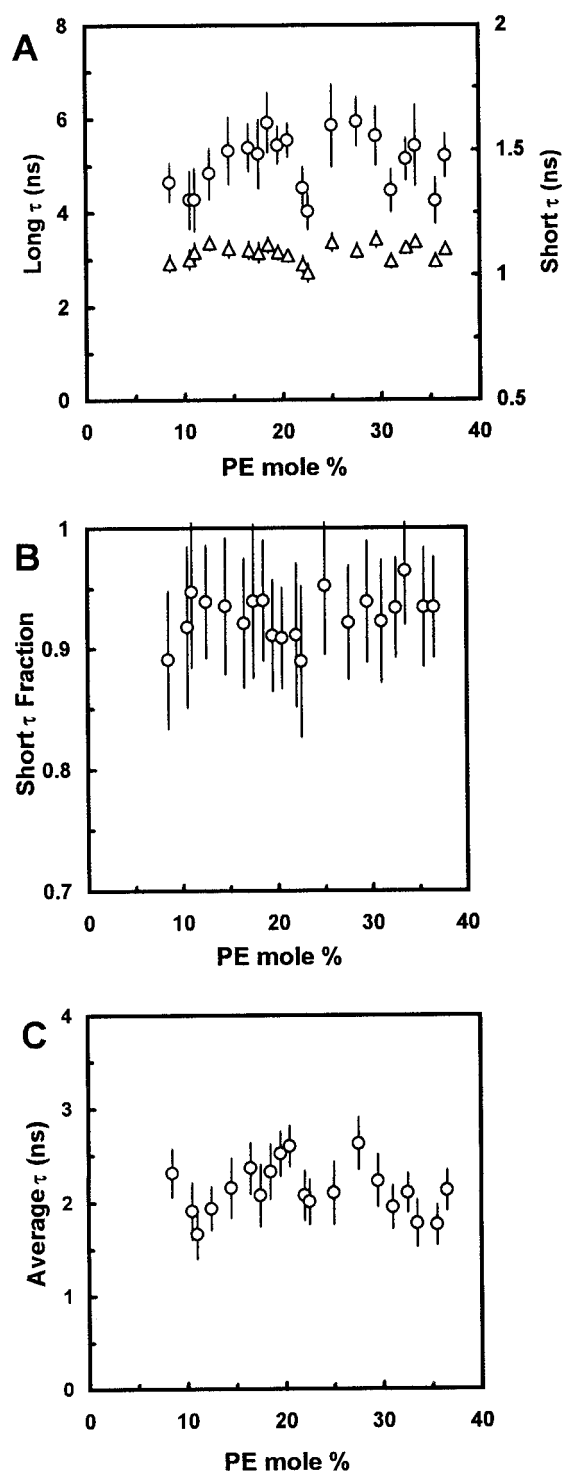 A
8
6
4
2
0
Long τ (ns)
2
1.5
1
0.5
Short τ (ns)
0 10 20 30 40
PE mole %
B
1
0.9
0.8
0.7
Short τ Fraction
0 10 20 30 40
PE mole %
C
4
3
2
1
0
Average τ (ns)
0 10 20 30 40
PE mole %